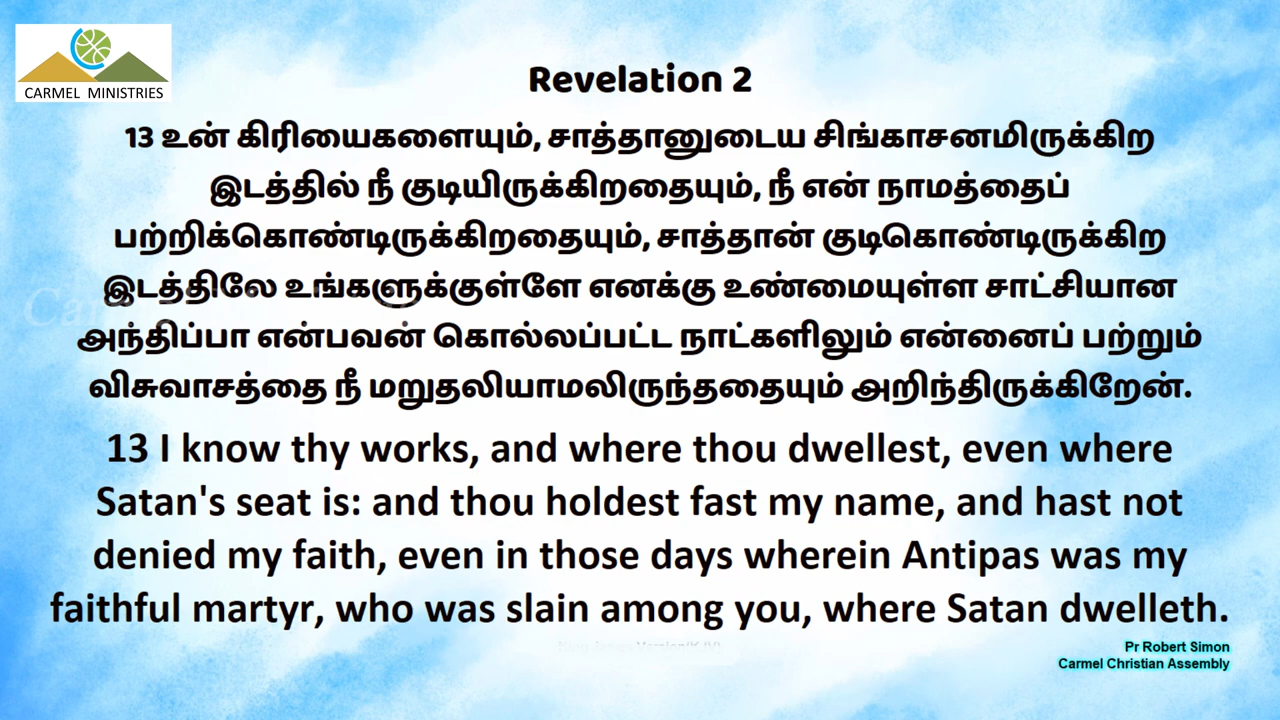 CARMEL MINISTRIES
Revelation 2
13 உன் கிரியைகளையும், சாத்தானுடைய சிங்காசனமிருக்கிற
இடத்தில் நீ குடியிருக்கிறதையும், நீ என் நாமத்தைப்
பற்றிக்கொண்டிருக்கிறதையும், சாத்தான் குடிகொண்டிருக்கிற
இடத்திலே உங்களுக்குள்ளே எனக்கு உண்மையுள்ள சாட்சியான
அந்திப்பா என்பவன் கொல்லப்பட்ட நாட்களிலும் என்னைப் பற்றும்
விசுவாசத்தை நீ மறுதலியாமலிருந்ததையும் அறிந்திருக்கிறேன்.
13 I know thy works, and where thou dwellest, even where
Satan's seat is: and thou holdest fast my name, and hast not
denied my faith, even in those days wherein Antipas was my
faithful martyr, who was slain among you, where Satan dwelleth.
Pr Robert Simon
Carmel Christian Assembly